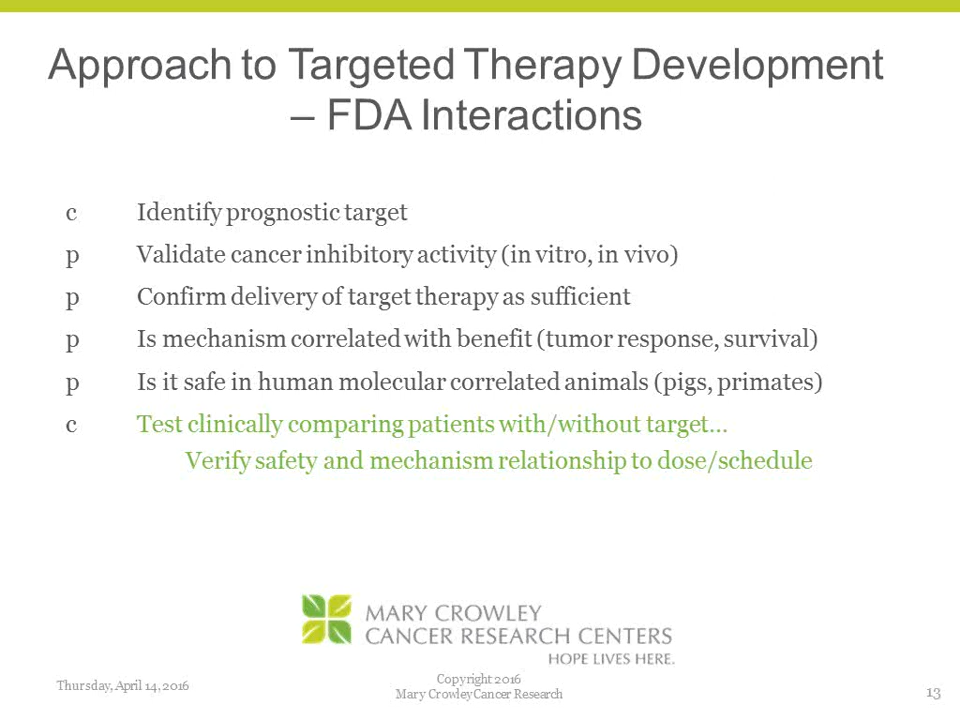 Approach to Targeted Therapy Development
– FDA Interactions
c Identify prognostic target
p Validate cancer inhibitory activity (in vitro, in vivo)
p Confirm delivery of target therapy as sufficient
p Is mechanism correlated with benefit (tumor response, survival)
p Is it safe in human molecular correlated animals (pigs, primates)
c Test clinically comparing patients with/without target…
Verify safety and mechanism relationship to dose/schedule
MARY CROWLEY
CANCER RESEARCH CENTERS
HOPE LIVES HERE.
Thursday, April 14, 2016
Copyright 2016
Mary Crowley Cancer Research
13